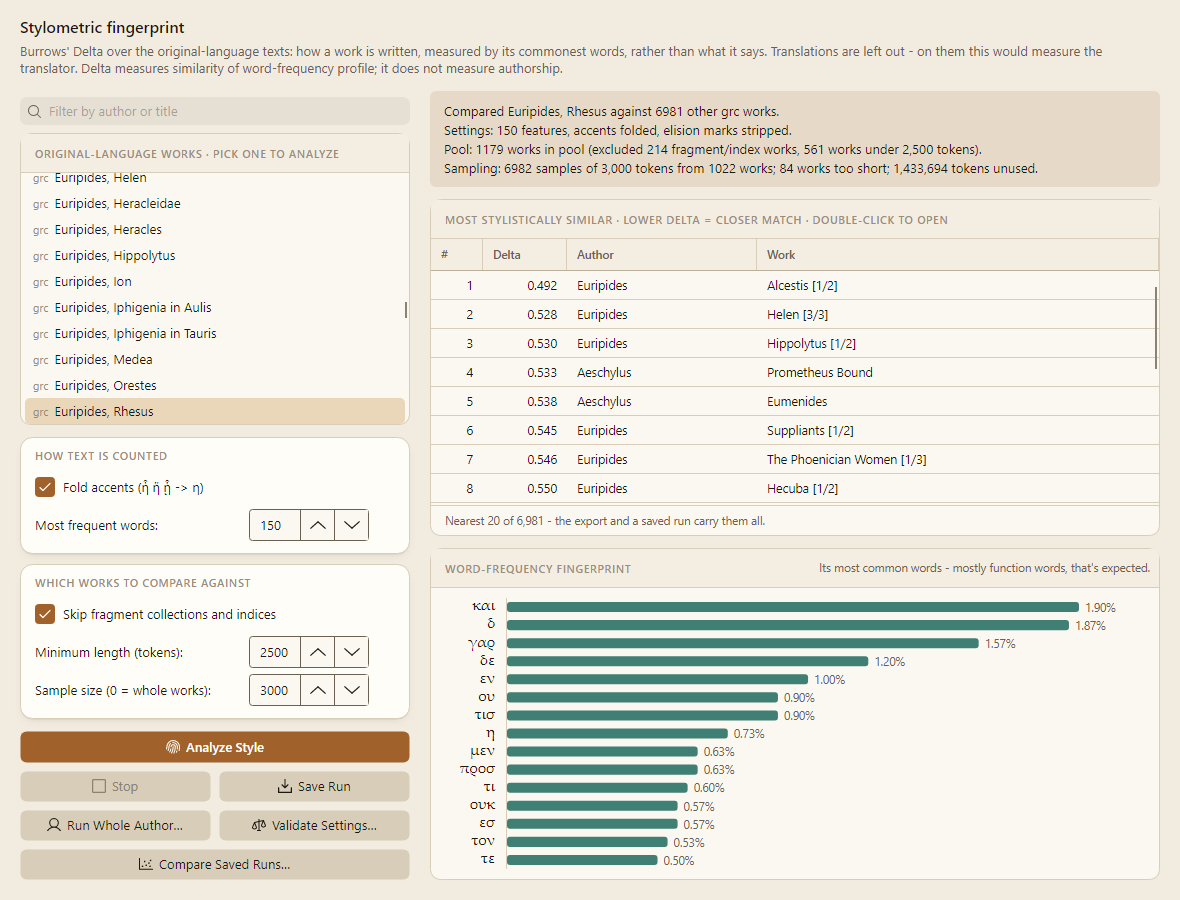 Stylometric fingerprint
Burrows' Delta over the original-language texts: how a work is written, measured by its commonest words, rather than what it says. Translations are left out - on them this would measure the
translator. Delta measures similarity of word-frequency profile; it does not measure authorship.
Filter by author or title
ORIGINAL-LANGUAGE WORKS · PICK ONE TO ANALYZE
grc Euripides, Helen
grc Euripides, Heracleidae
grc Euripides, Heracles
grc Euripides, Hippolytus
grc Euripides, Ion
grc Euripides, Iphigenia in Aulis
grc Euripides, Iphigenia in Tauris
grc Euripides, Medea
grc Euripides, Orestes
grc Euripides, Rhesus
HOW TEXT IS COUNTED
Fold accents (ἠ ἤ ᾐ -> η)
Most frequent words: 150
WHICH WORKS TO COMPARE AGAINST
Skip fragment collections and indices
Minimum length (tokens): 2500
Sample size (0 = whole works): 3000
Analyze Style
Stop Save Run
Run Whole Author... Validate Settings...
Compare Saved Runs...
Compared Euripides, Rhesus against 6981 other grc works.
Settings: 150 features, accents folded, elision marks stripped.
Pool: 1179 works in pool (excluded 214 fragment/index works, 561 works under 2,500 tokens).
Sampling: 6982 samples of 3,000 tokens from 1022 works; 84 works too short; 1,433,694 tokens unused.
MOST STYLISTICALLY SIMILAR · LOWER DELTA = CLOSER MATCH · DOUBLE-CLICK TO OPEN
# Delta Author Work
1 0.492 Euripides Alcestis [1/2]
2 0.528 Euripides Helen [3/3]
3 0.530 Euripides Hippolytus [1/2]
4 0.533 Aeschylus Prometheus Bound
5 0.538 Aeschylus Eumenides
6 0.545 Euripides Suppliants [1/2]
7 0.546 Euripides The Phoenician Women [1/3]
8 0.550 Euripides Hecuba [1/2]
Nearest 20 of 6,981 - the export and a saved run carry them all.
WORD-FREQUENCY FINGERPRINT Its most common words - mostly function words, that's expected.
και 1.90%
δ 1.87%
γαρ 1.57%
δε 1.20%
εν 1.00%
ου 0.90%
τισ 0.90%
η 0.73%
μεν 0.63%
προσ 0.63%
τι 0.60%
ουκ 0.57%
εσ 0.57%
τον 0.53%
τε 0.50%